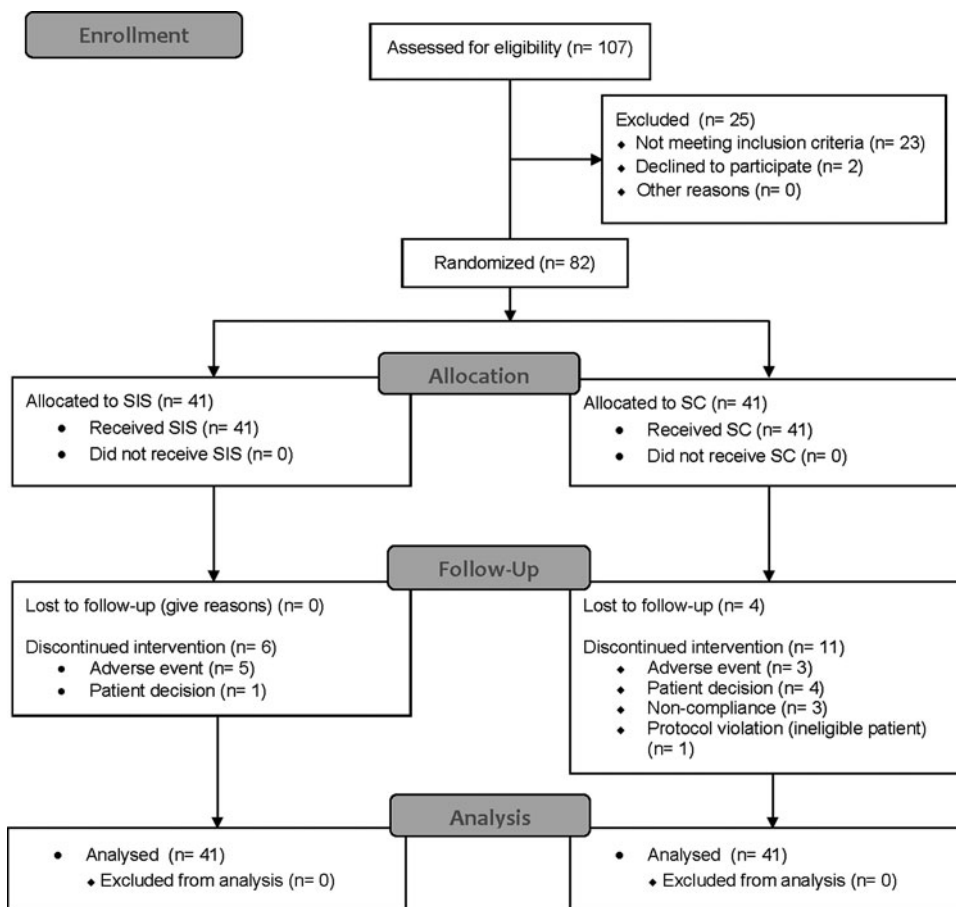 Enrollment
Assessed for eligibility (n= 107)
Excluded (n= 25)
⬥ Not meeting inclusion criteria (n= 23)
⬥ Declined to participate (n= 2)
⬥ Other reasons (n= 0)
Randomized (n= 82)
Allocation
Allocated to SIS (n= 41)
• Received SIS (n= 41)
• Did not receive SIS (n= 0)
Allocated to SC (n= 41)
• Received SC (n= 41)
• Did not receive SC (n= 0)
Follow-Up
Lost to follow-up (give reasons) (n= 0)
Discontinued intervention (n= 6)
• Adverse event (n= 5)
• Patient decision (n= 1)
Lost to follow-up (n= 4)
Discontinued intervention (n= 11)
⬥ Adverse event (n= 3)
⬥ Patient decision (n= 4)
⬥ Non-compliance (n= 3)
⬥ Protocol violation (ineligible patient)
(n= 1)
Analysis
• Analysed (n= 41)
⬥ Excluded from analysis (n= 0)
• Analysed (n= 41)
⬥ Excluded from analysis (n= 0)